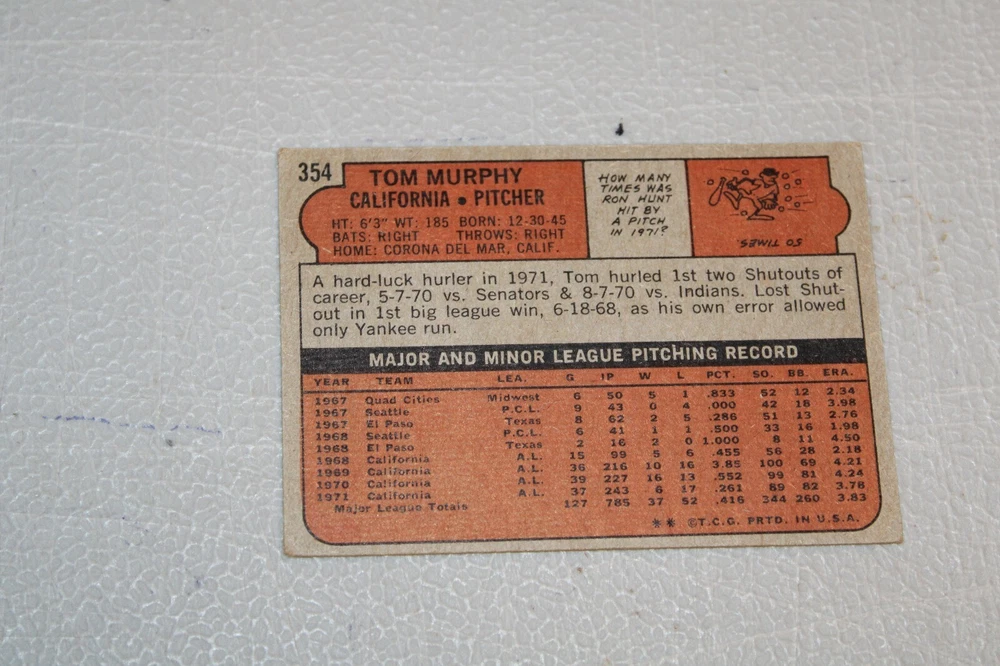 354
TOM MURPHY
CALIFORNIA • PITCHER
HT: 6'3" WT: 185 BORN: 12-30-45
BATS: RIGHT THROWS: RIGHT
HOME: CORONA DEL MAR, CALIF.
HOW MANY
TIMES WAS
RON HUNT
HIT BY
A PITCH
IN 1971?
50 TIMES
A hard-luck hurler in 1971, Tom hurled 1st two Shutouts of
career, 5-7-70 vs. Senators & 8-7-70 vs. Indians. Lost Shut-
out in 1st big league win, 6-18-68, as his own error allowed
only Yankee run.
MAJOR AND MINOR LEAGUE PITCHING RECORD
YEAR TEAM LEA. G IP W L PCT. SO. BB. ERA.
1967 Quad Cities Midwest 6 50 5 1 .833 52 12 2.34
1967 Seattle P.C.L. 9 43 0 4 .000 42 18 3.98
1967 El Paso Texas 8 62 2 5 .286 51 13 2.76
1968 Seattle P.C.L. 6 41 1 1 .500 33 16 1.98
1968 El Paso Texas 2 16 2 0 1.000 8 11 4.50
1968 California A.L. 15 99 5 6 .455 56 28 2.18
1969 California A.L. 36 216 10 16 3.85 100 69 4.21
1970 California A.L. 39 227 16 13 .552 99 81 4.24
1971 California A.L. 37 243 6 17 .261 89 82 3.78
Major League Totals 127 785 37 52 .416 344 260 3.83
** ©T.C.G. PRTD. IN U.S.A.